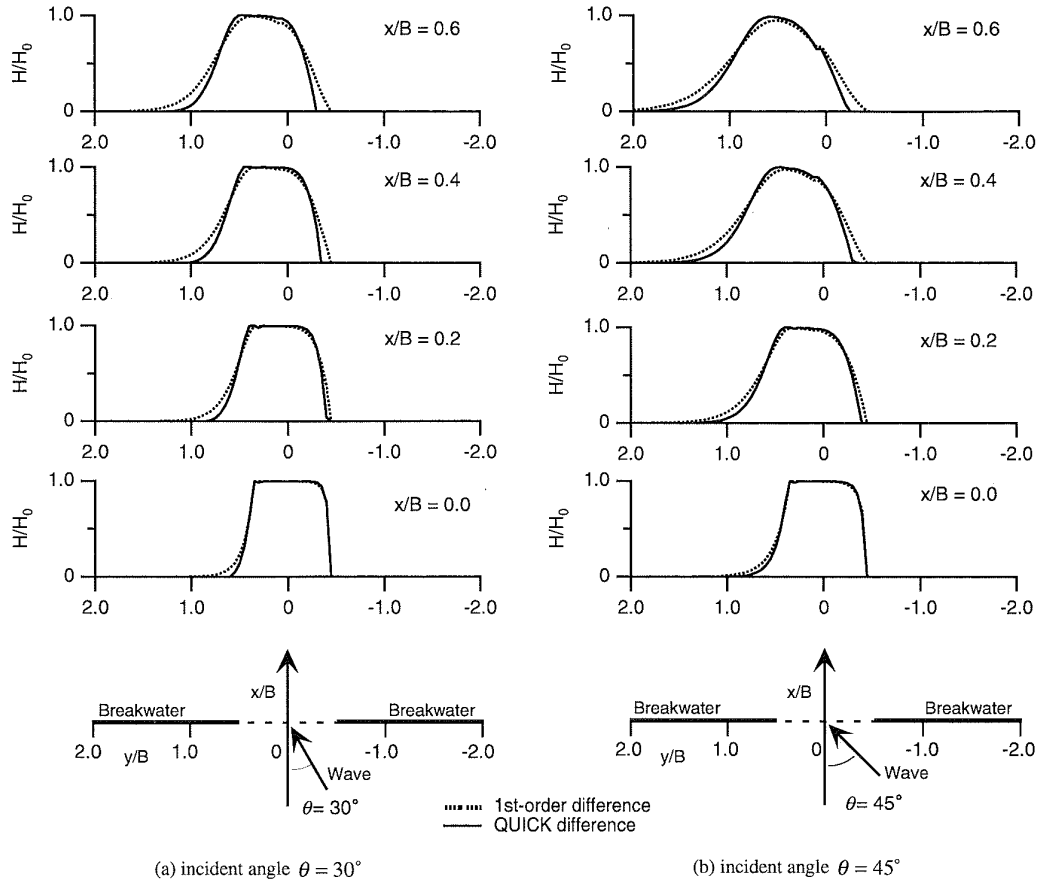 H/H0
1.0
0
x/B = 0.6
2.0 1.0 0 -1.0 -2.0
H/H0
1.0
0
x/B = 0.4
2.0 1.0 0 -1.0 -2.0
H/H0
1.0
0
x/B = 0.2
2.0 1.0 0 -1.0 -2.0
H/H0
1.0
0
x/B = 0.0
2.0 1.0 0 -1.0 -2.0
x/B
Breakwater Breakwater
2.0 y/B 1.0 0 -1.0 -2.0
Wave
θ= 30°
(a) incident angle θ = 30°
H/H0
1.0
0
x/B = 0.6
2.0 1.0 0 -1.0 -2.0
H/H0
1.0
0
x/B = 0.4
2.0 1.0 0 -1.0 -2.0
H/H0
1.0
0
x/B = 0.2
2.0 1.0 0 -1.0 -2.0
H/H0
1.0
0
x/B = 0.0
2.0 1.0 0 -1.0 -2.0
x/B
Breakwater Breakwater
2.0 y/B 1.0 0 -1.0 -2.0
Wave
θ= 45°
1st-order difference
QUICK difference
(b) incident angle θ = 45°